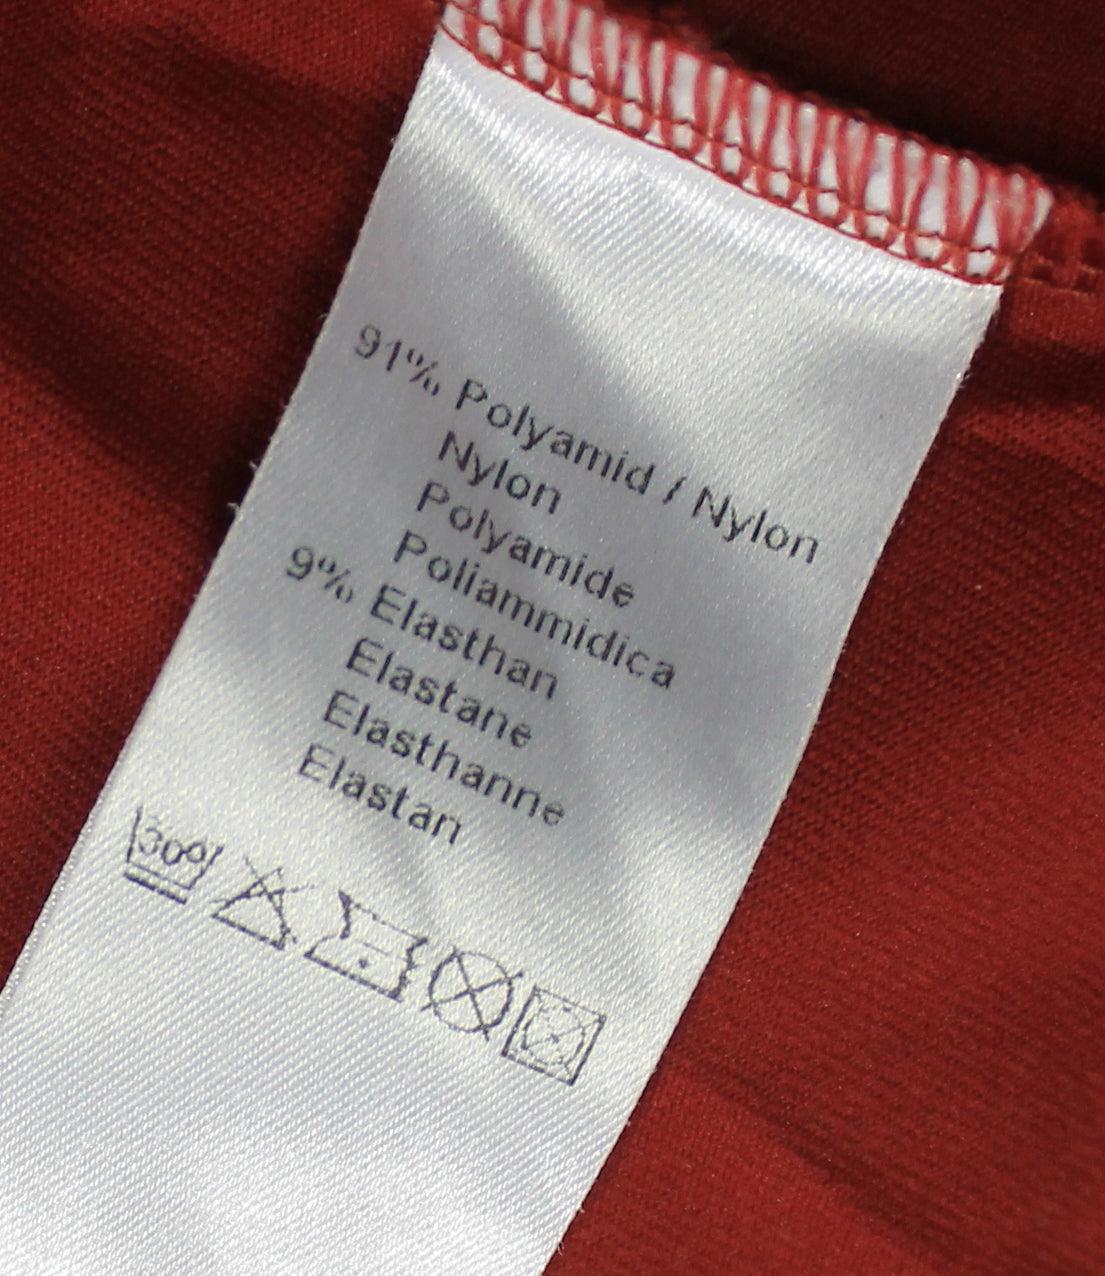 91% Polyamid / Nylon
Nylon
Polyamide
Poliammidica
9% Elasthan
Elastane
Elasthanne
Elastan
30°